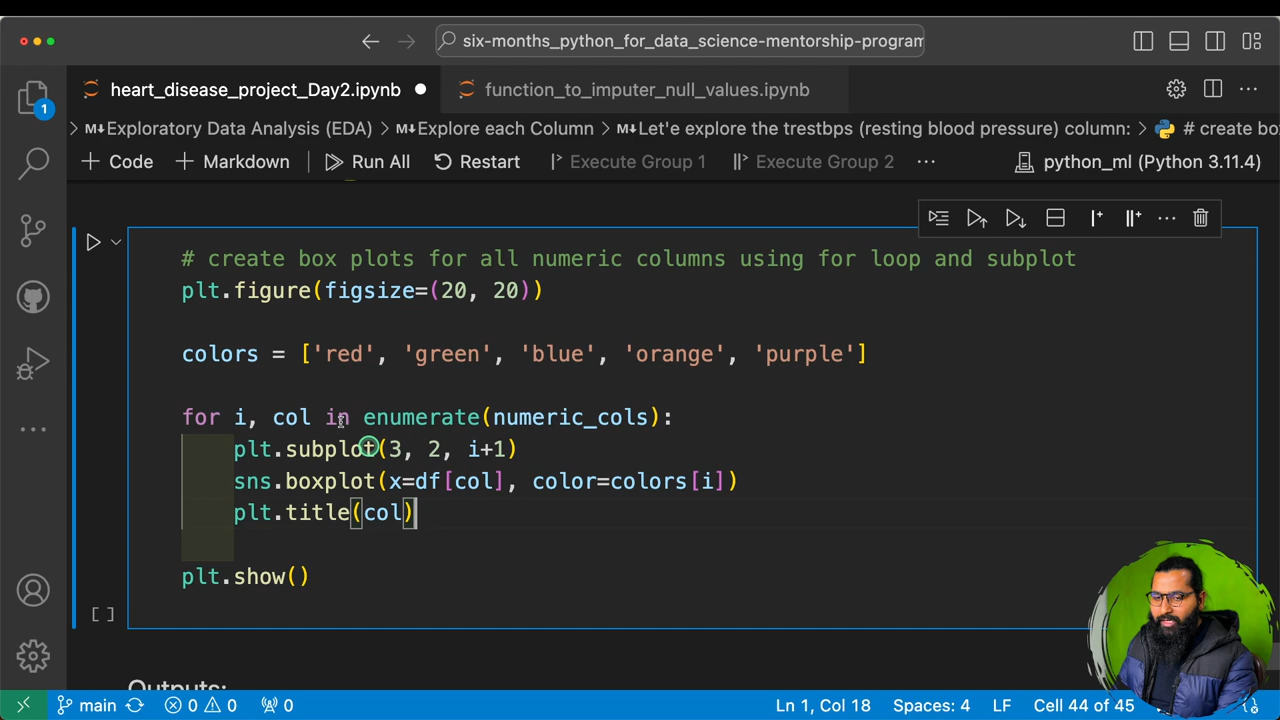 six-months_python_for_data_science-mentorship-program
heart_disease_project_Day2.ipynb
function_to_imputer_null_values.ipynb
> M↓Exploratory Data Analysis (EDA) > M↓Explore each Column > M↓Let'e explore the trestbps (resting blood pressure) column: > # create bo
+ Code + Markdown | Run All Restart Execute Group 1 Execute Group 2 ... python_ml (Python 3.11.4)
1
# create box plots for all numeric columns using for loop and subplot
plt.figure(figsize=(20, 20))
colors = ['red', 'green', 'blue', 'orange', 'purple']
for i, col in enumerate(numeric_cols):
plt.subplot(3, 2, i+1)
sns.boxplot(x=df[col], color=colors[i])
plt.title(col)
plt.show()
[ ]
Outputs:
main 0 0 0 Ln 1, Col 18 Spaces: 4 LF Cell 44 of 45